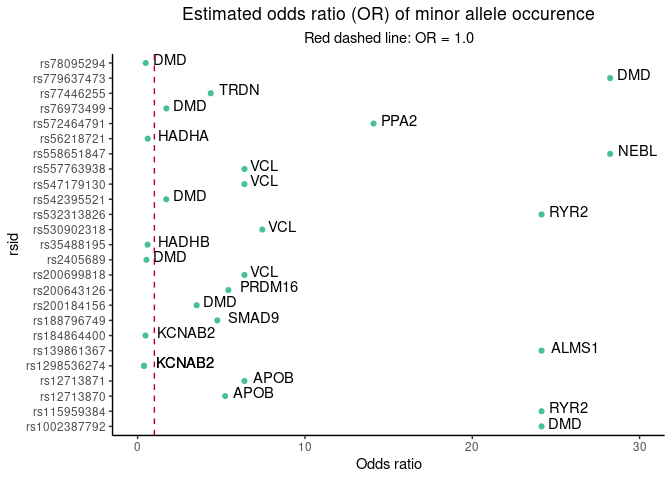 Estimated odds ratio (OR) of minor allele occurence
Red dashed line: OR = 1.0
rsid
rs78095294 DMD
rs779637473 DMD
rs77446255 TRDN
rs76973499 DMD
rs572464791 PPA2
rs56218721 HADHA
rs558651847 NEBL
rs557763938 VCL
rs547179130 VCL
rs542395521 DMD
rs532313826 RYR2
rs530902318 VCL
rs35488195 HADHB
rs2405689 DMD
rs200699818 VCL
rs200643126 PRDM16
rs200184156 DMD
rs188796749 SMAD9
rs184864400 KCNAB2
rs139861367 ALMS1
rs1298536274 KCNAB2
rs12713871 APOB
rs12713870 APOB
rs115959384 RYR2
rs1002387792 DMD
0 10 20 30
Odds ratio